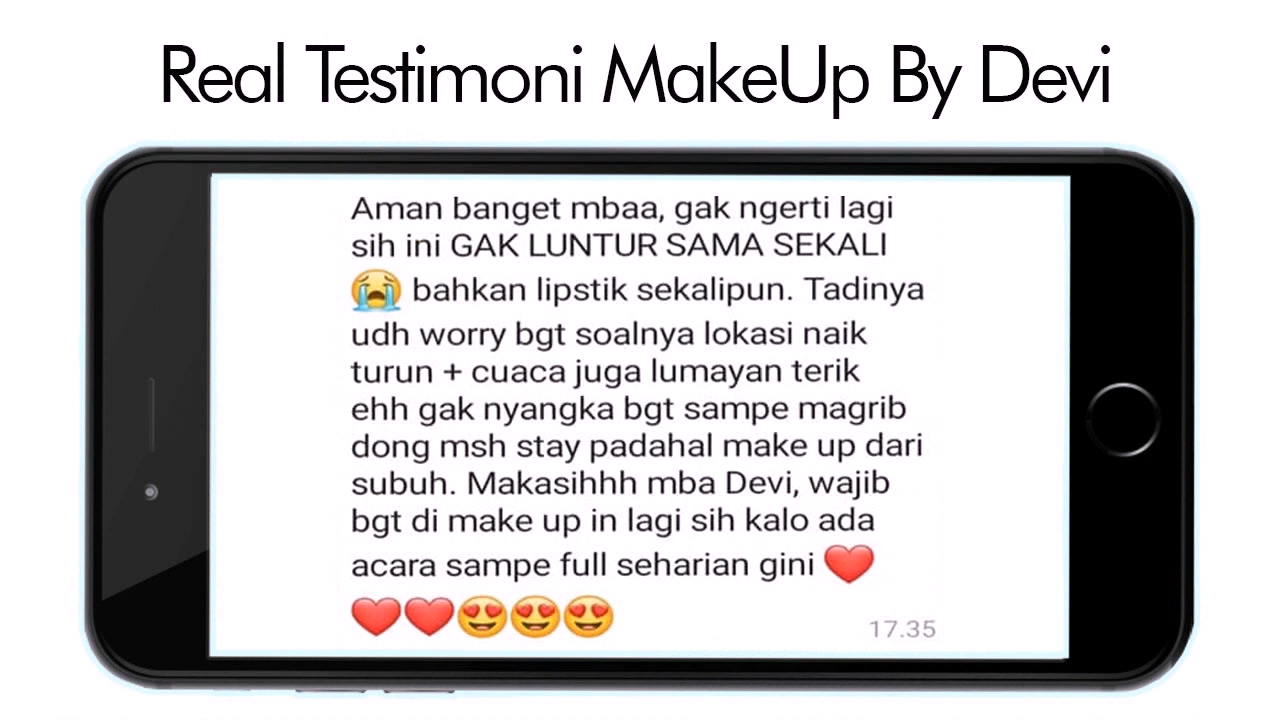 Real Testimoni MakeUp By Devi
Aman banget mbaa, gak ngerti lagi
sih ini GAK LUNTUR SAMA SEKALI
😭 bahkan lipstik sekalipun. Tadinya
udh worry bgt soalnya lokasi naik
turun + cuaca juga lumayan terik
ehh gak nyangka bgt sampe magrib
dong msh stay padahal make up dari
subuh. Makasihhh mba Devi, wajib
bgt di make up in lagi sih kalo ada
acara sampe full seharian gini ❤️
❤️❤️😍😍😍
17.35